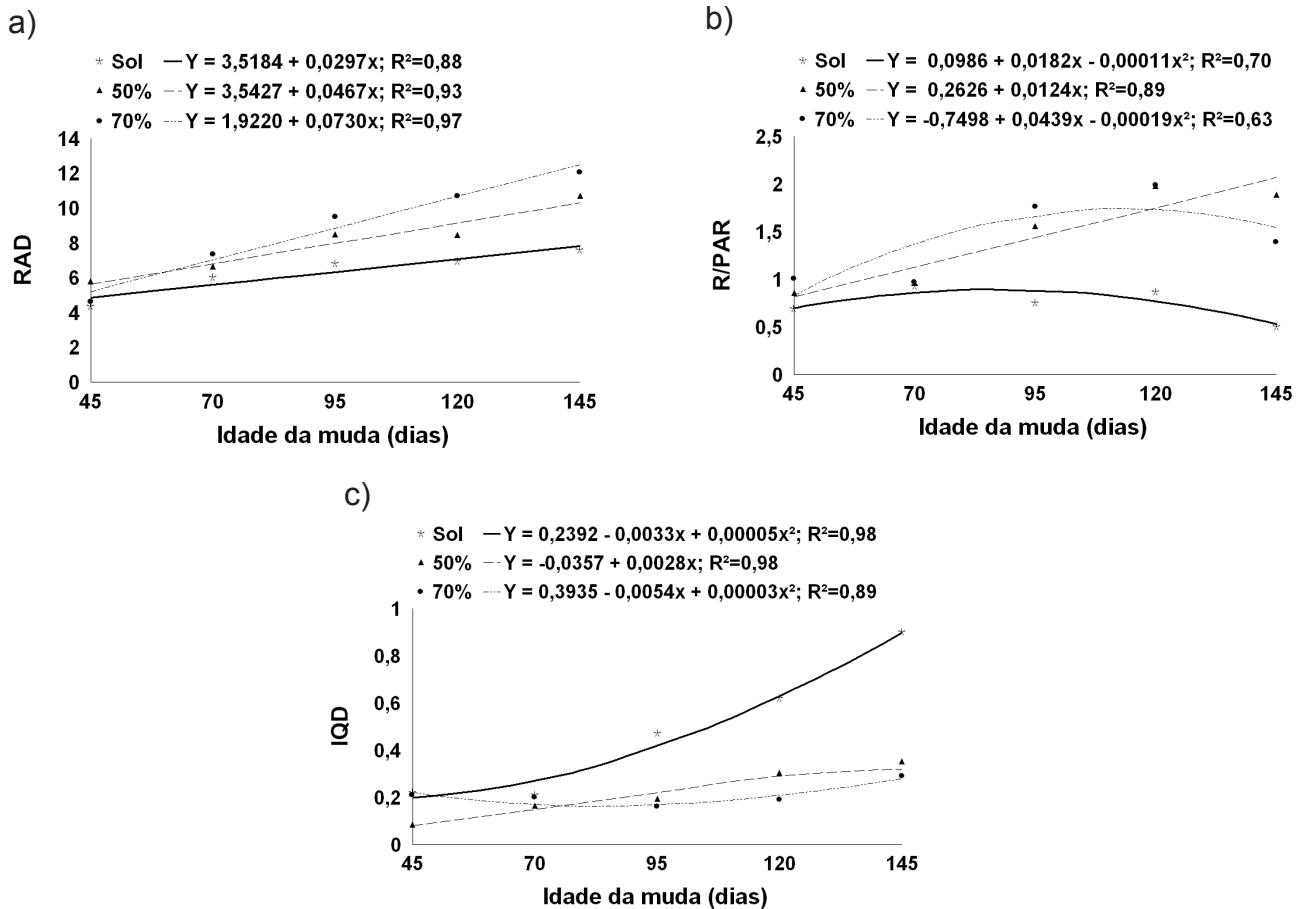 a)
Sol Y = 3,5184 + 0,0297x; R²=0,88
50% Y = 3,5427 + 0,0467x; R²=0,93
70% Y = 1,9220 + 0,0730x; R²=0,97
14
12
10
8
6
4
2
0
RAD
45 70 95 120 145
Idade da muda (dias)
b)
Sol Y = 0,0986 + 0,0182x - 0,00011x²; R²=0,70
50% Y = 0,2626 + 0,0124x; R²=0,89
70% Y = -0,7498 + 0,0439x - 0,00019x²; R²=0,63
2,5
2
1,5
1
0,5
0
R/PAR
45 70 95 120 145
Idade da muda (dias)
c)
Sol Y = 0,2392 - 0,0033x + 0,00005x²; R²=0,98
50% Y = -0,0357 + 0,0028x; R²=0,98
70% Y = 0,3935 - 0,0054x + 0,00003x²; R²=0,89
1
0,8
0,6
0,4
0,2
0
IQD
45 70 95 120 145
Idade da muda (dias)